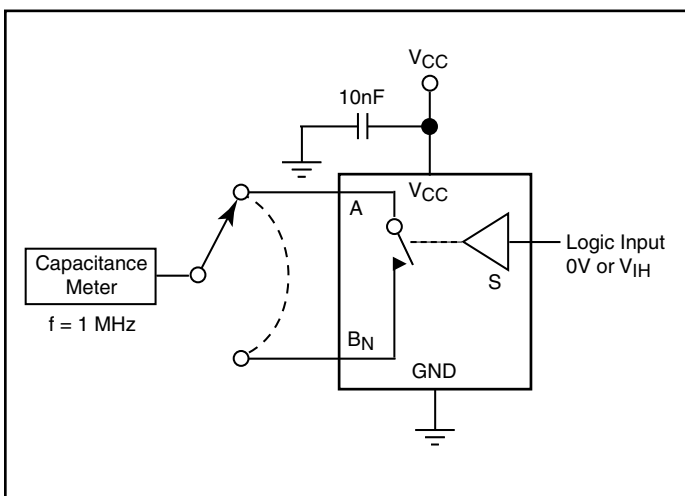 VCC
10nF
VCC
A
Logic Input
0V or VIH
S
Capacitance
Meter
f = 1 MHz
BN
GND